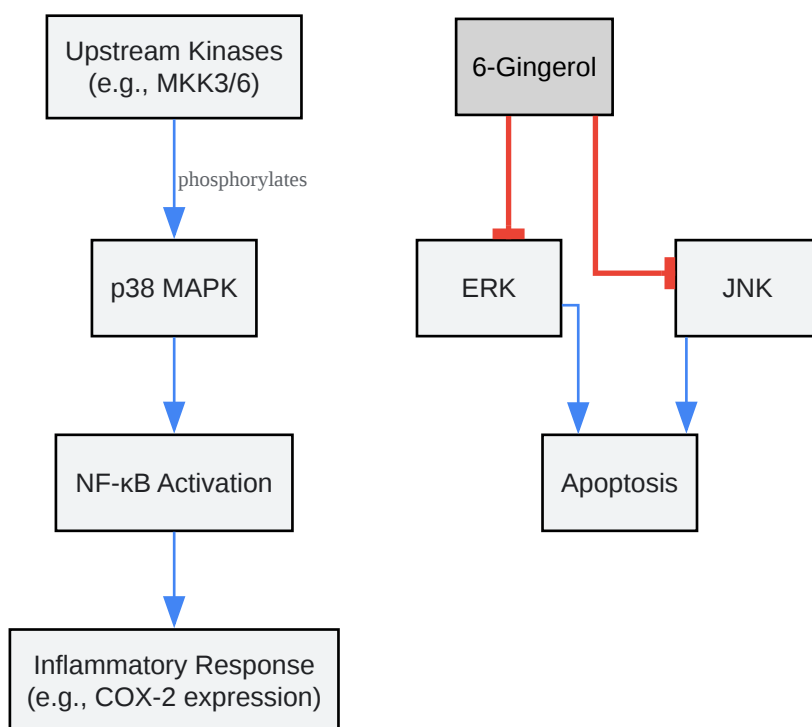 Upstream Kinases
(e.g., MKK3/6)
6-Gingerol
phosphorylates
p38 MAPK
ERK
JNK
NF-κB Activation
Apoptosis
Inflammatory Response
(e.g., COX-2 expression)